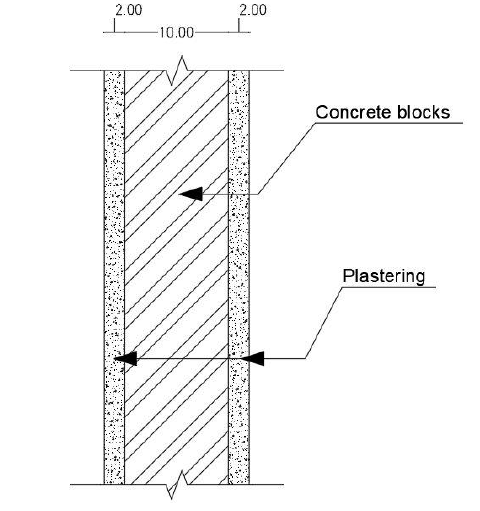 2.00 2.00
10.00
Concrete blocks
Plastering